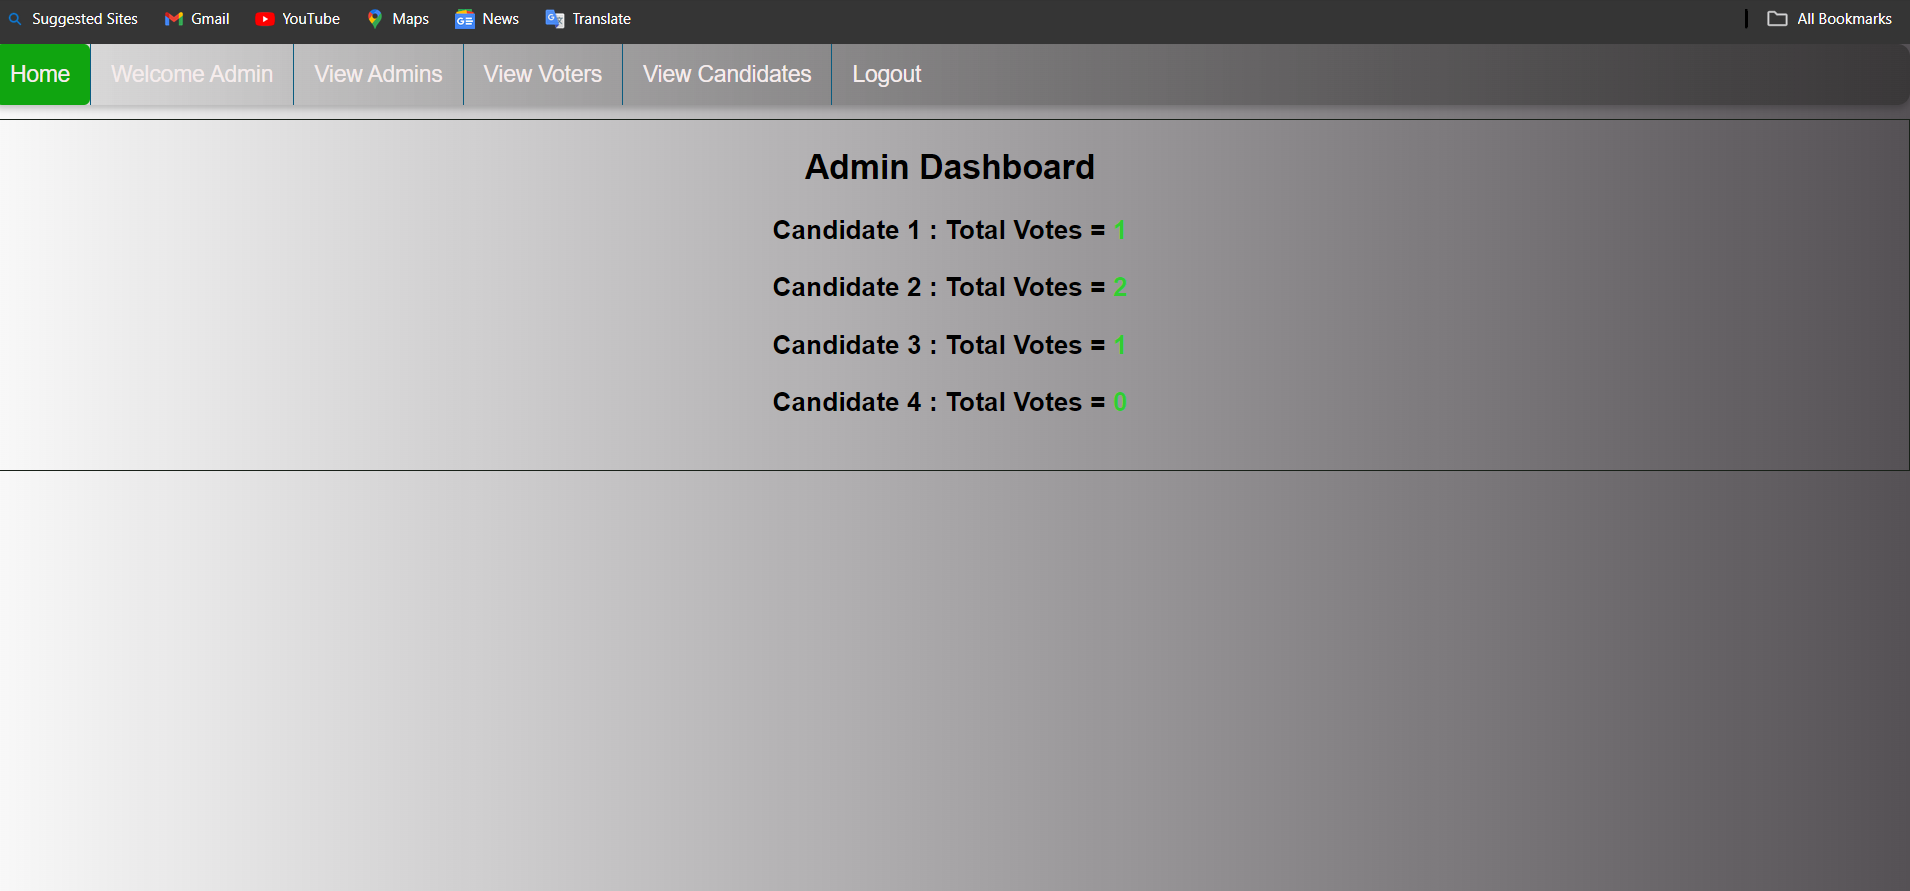 Suggested Sites Gmail YouTube Maps News Translate All Bookmarks
Home Welcome Admin View Admins View Voters View Candidates Logout
Admin Dashboard
Candidate 1 : Total Votes = 1
Candidate 2 : Total Votes = 2
Candidate 3 : Total Votes = 1
Candidate 4 : Total Votes = 0